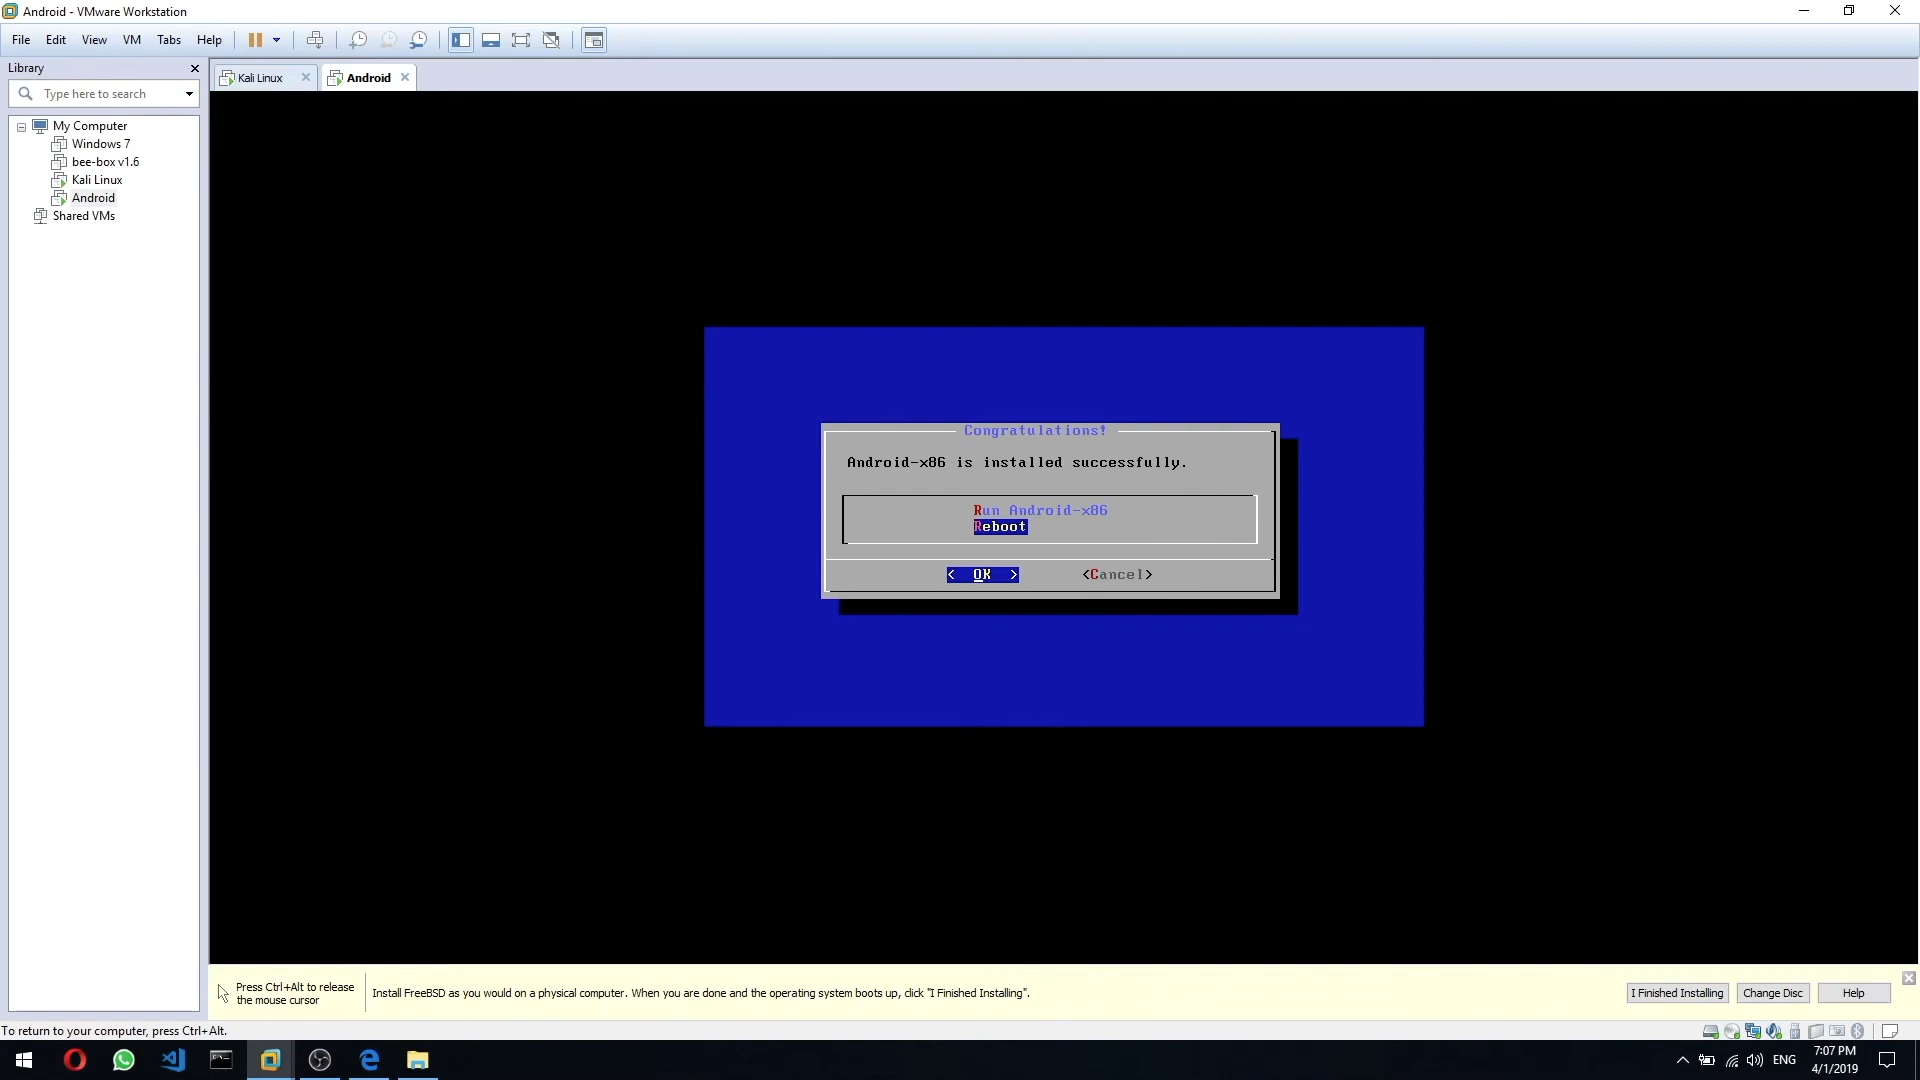 Android - VMware Workstation
File Edit View VM Tabs Help
Library
Kali Linux Android
Type here to search
My Computer
Windows 7
bee-box v1.6
Kali Linux
Android
Shared VMs
Congratulations!
Android-x86 is installed successfully.
Run Android-x86
Reboot
< OK > <Cancel>
Press Ctrl+Alt to release
the mouse cursor
Install FreeBSD as you would on a physical computer. When you are done and the operating system boots up, click "I Finished Installing".
I Finished Installing Change Disc Help
To return to your computer, press Ctrl+Alt.
ENG
7:07 PM
4/1/2019